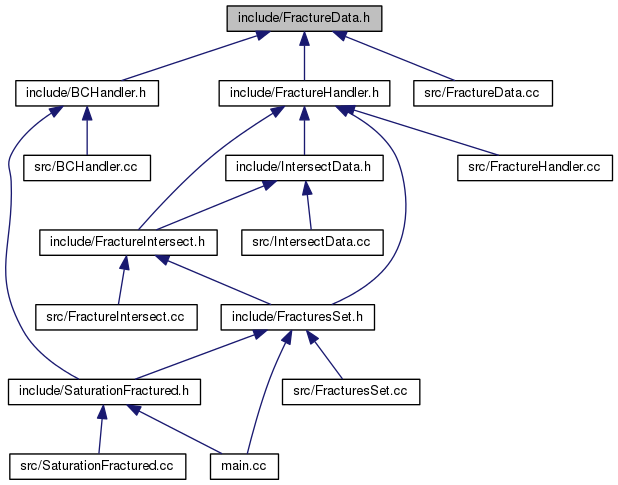 include/FractureData.h
include/BCHandler.h
include/FractureHandler.h
src/FractureData.cc
src/BCHandler.cc
include/IntersectData.h
src/FractureHandler.cc
include/FractureIntersect.h
src/IntersectData.cc
src/FractureIntersect.cc
include/FracturesSet.h
include/SaturationFractured.h
src/FracturesSet.cc
src/SaturationFractured.cc
main.cc